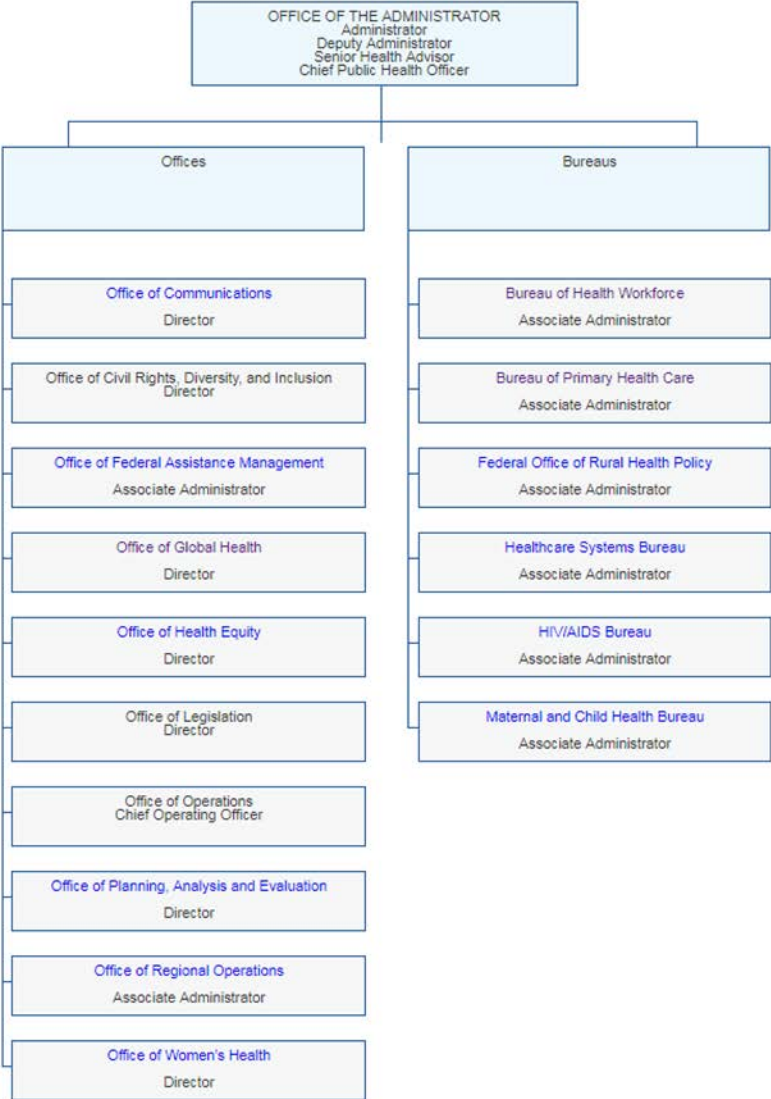 OFFICE OF THE ADMINISTRATOR
Administrator
Deputy Administrator
Senior Health Advisor
Chief Public Health Officer
Offices
Office of Communications
Director
Office of Civil Rights, Diversity, and Inclusion
Director
Office of Federal Assistance Management
Associate Administrator
Office of Global Health
Director
Office of Health Equity
Director
Office of Legislation
Director
Office of Operations
Chief Operating Officer
Office of Planning, Analysis and Evaluation
Director
Office of Regional Operations
Associate Administrator
Office of Women's Health
Director
Bureaus
Bureau of Health Workforce
Associate Administrator
Bureau of Primary Health Care
Associate Administrator
Federal Office of Rural Health Policy
Associate Administrator
Healthcare Systems Bureau
Associate Administrator
HIV/AIDS Bureau
Associate Administrator
Maternal and Child Health Bureau
Associate Administrator